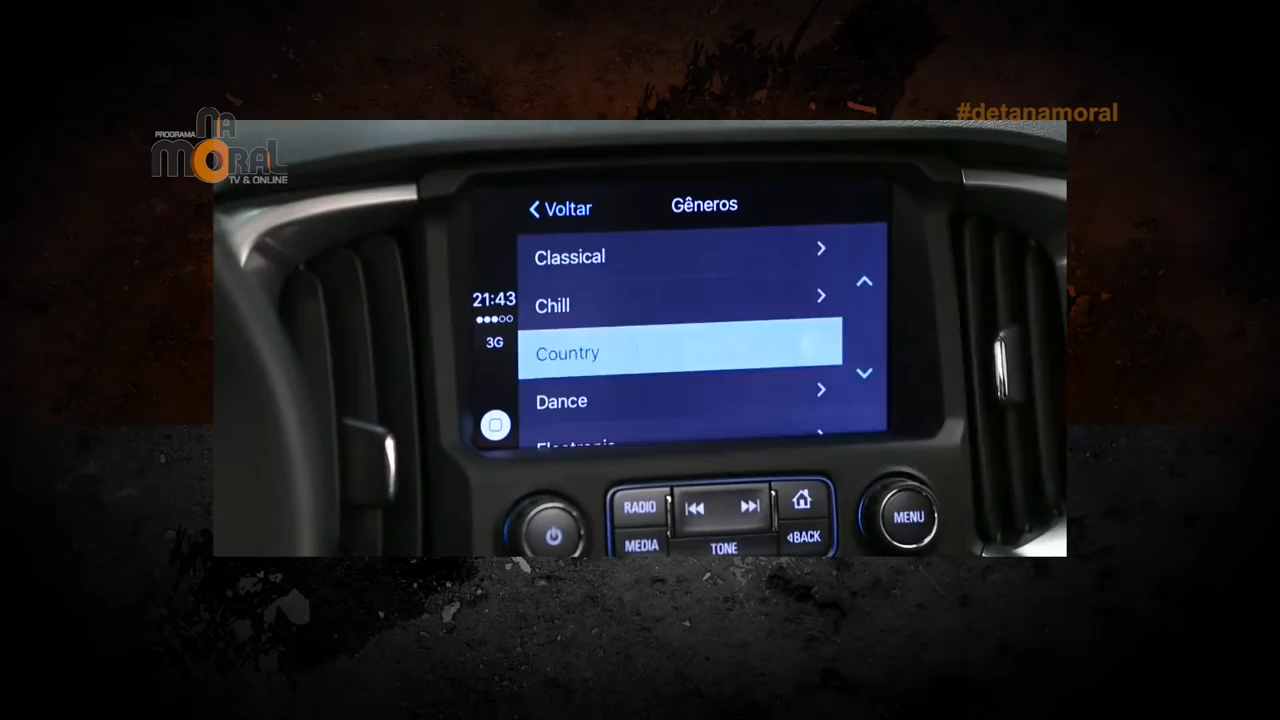 #detanamoral
PROGRAMA
NA
MORAL
TV & ONLINE
Voltar
Gêneros
Classical
Chill
21:43
3G
Country
Dance
Electronic
RADIO
MEDIA
TONE
BACK
MENU